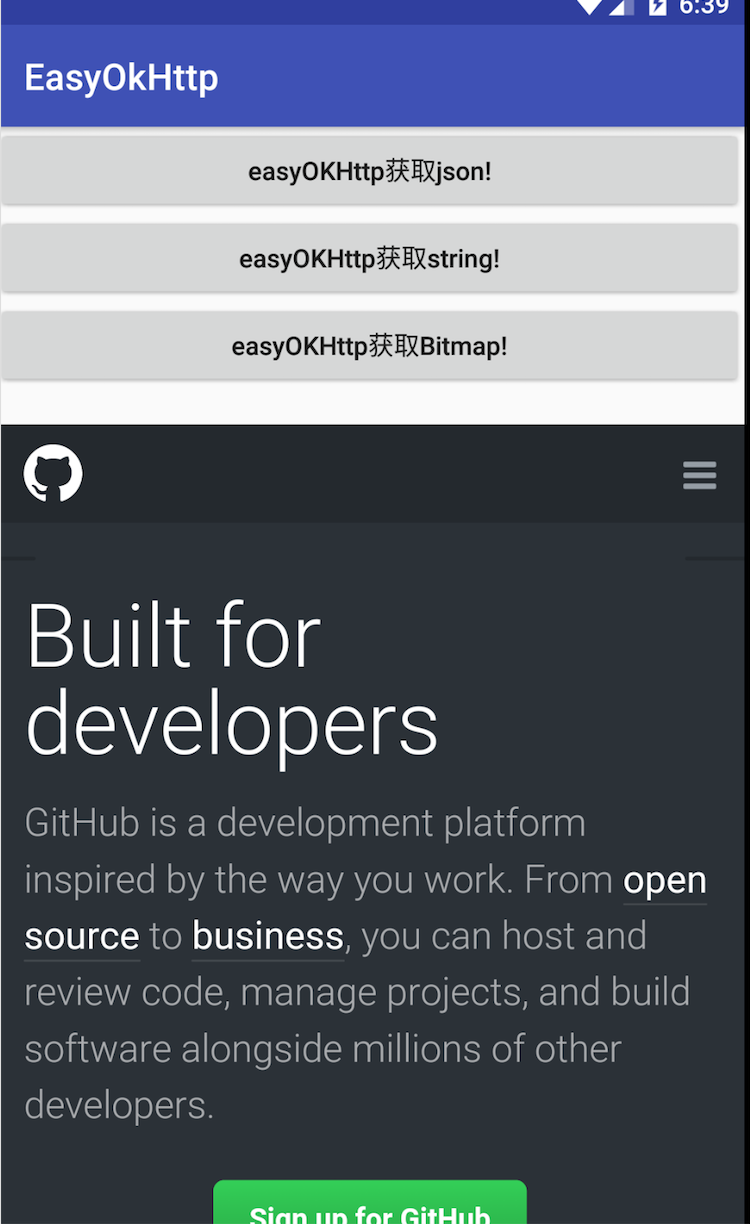 6:39
EasyOkHttp
easyOKHttp获取json!
easyOKHttp获取string!
easyOKHttp获取Bitmap!
Built for
developers
GitHub is a development platform
inspired by the way you work. From open
source to business, you can host and
review code, manage projects, and build
software alongside millions of other
developers.
Sign up for GitHub